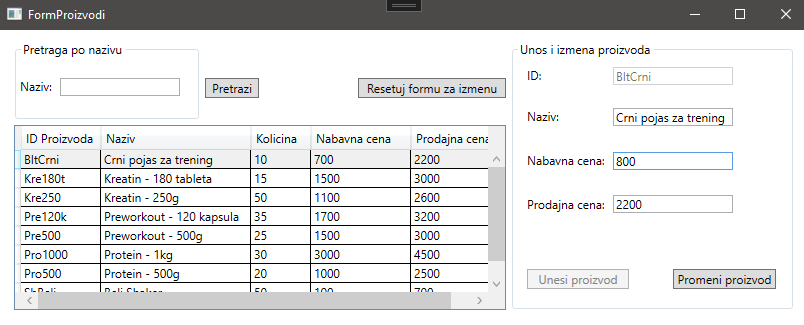 FormProizvodi
Pretraga po nazivu
Naziv:
Pretrazi
Resetuj formu za izmenu
ID Proizvoda Naziv Kolicina Nabavna cena Prodajna cena
BltCrni Crni pojas za trening 10 700 2200
Kre180t Kreatin - 180 tableta 15 1500 3000
Kre250 Kreatin - 250g 50 1100 2600
Pre120k Preworkout - 120 kapsula 35 1700 3200
Pre500 Preworkout - 500g 25 1500 3000
Pro1000 Protein - 1kg 30 3000 4500
Pro500 Protein - 500g 20 1000 2500
ShBeli Beli Shaker 50 100 700
Unos i izmena proizvoda
ID: BltCrni
Naziv: Crni pojas za trening
Nabavna cena: 800
Prodajna cena: 2200
Unesi proizvod
Promeni proizvod